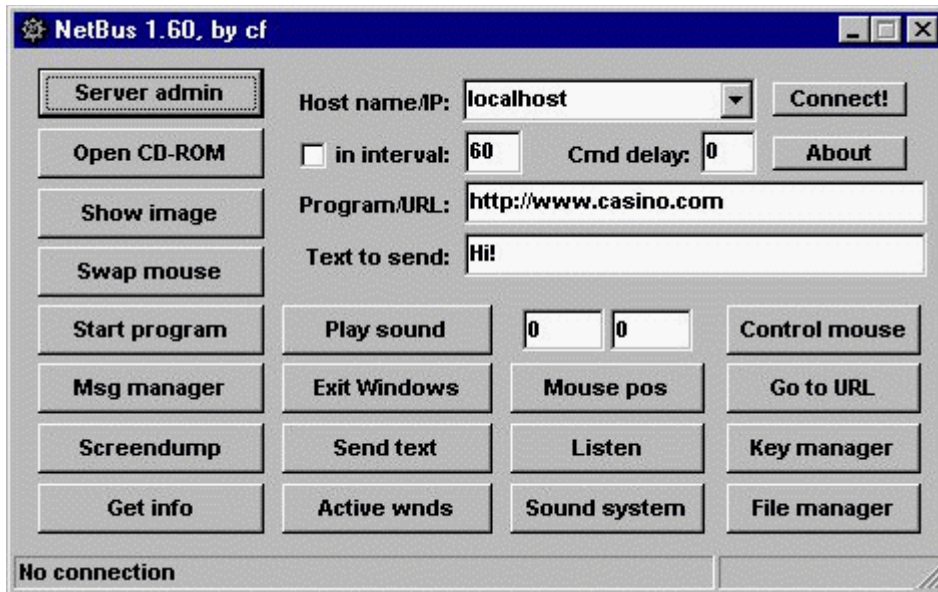 NetBus 1.60, by cf
Server admin
Host name/IP: localhost Connect!
Open CD-ROM
in interval: 60 Cmd delay: 0 About
Show image
Program/URL: http://www.casino.com
Swap mouse
Text to send: Hi!
Start program Play sound 0 0 Control mouse
Msg manager Exit Windows Mouse pos Go to URL
Screendump Send text Listen Key manager
Get info Active wnds Sound system File manager
No connection